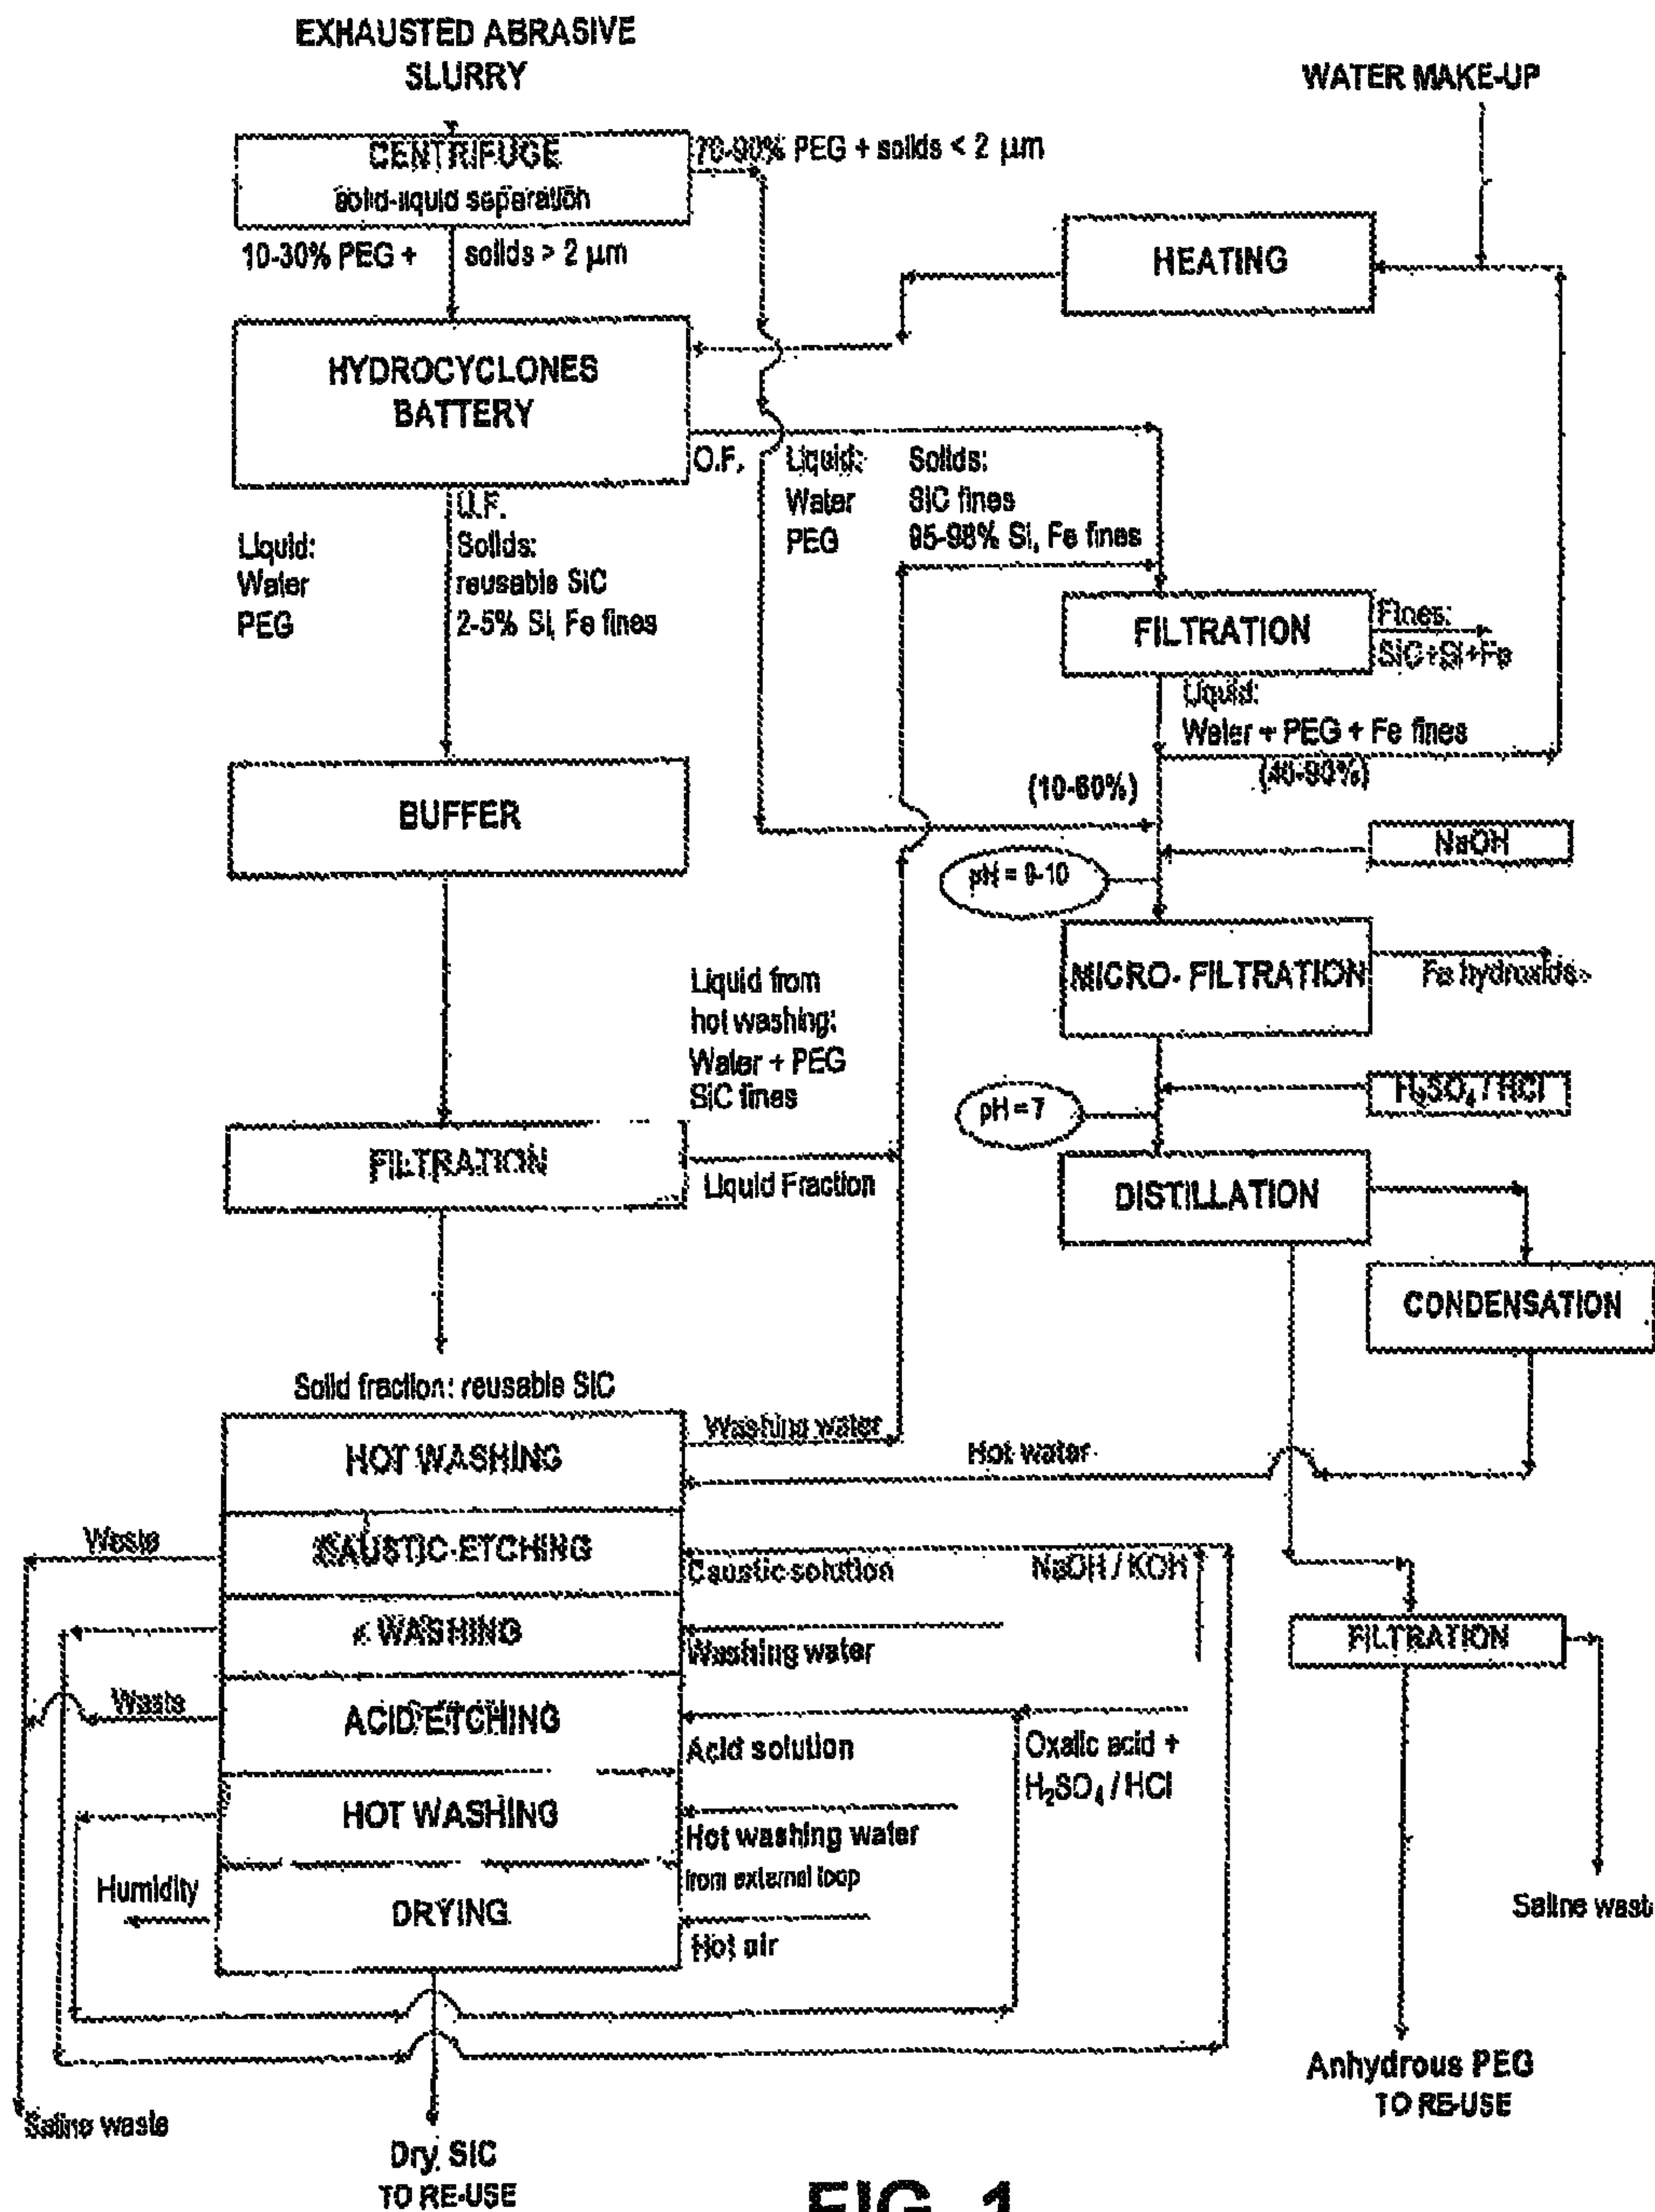 EXHAUSTED ABRASIVE
SLURRY
WATER MAKE-UP
CENTRIFUGE
solid-liquid separation
70-90% PEG + solids < 2 µm
10-30% PEG +
solids > 2 µm
HEATING
HYDROCYCLONES
BATTERY
O.F.
Liquid:
Water
PEG
Solids:
SiC fines
95-98% Si, Fe fines
U.F.
Liquid:
Water
PEG
Solids:
reusable SiC
2-5% Si, Fe fines
FILTRATION
Fines:
SiC+Si+Fe
Liquid:
Water + PEG + Fe fines
(10-60%)
(40-90%)
BUFFER
NaOH
pH = 9-10
MICRO- FILTRATION
Fe hydroxids
Liquid from
hot washing:
Water + PEG
SiC fines
H₂SO₄ / HCl
pH = 7
FILTRATION
Liquid Fraction
DISTILLATION
CONDENSATION
Solid fraction: reusable SiC
HOT WASHING
Washing water
Hot water
Waste
CAUSTIC ETCHING
Caustic solution
NaOH / KOH
WASHING
Washing water
FILTRATION
Waste
ACID ETCHING
Acid solution
Oxalic acid +
H₂SO₄ / HCl
HOT WASHING
Hot washing water
from external loop
Humidity
DRYING
Hot air
Saline wast
Anhydrous PEG
TO RE-USE
Saline waste
Dry SiC
TO RE-USE
FIG. 1